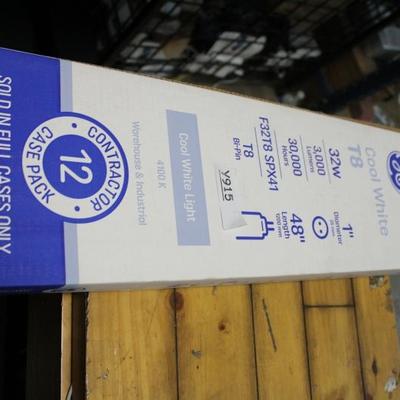 Cool White
T8
32W
3,000
Lumens
30,000
Hours
F32T8 SPX41
T8
Bi-Pin
1"
Diameter
48"
Length
Y915
Cool White Light
4100 K
Warehouse & Industrial
CONTRACTOR
12
CASE PACK
SOLD IN FULL CASES ONLY